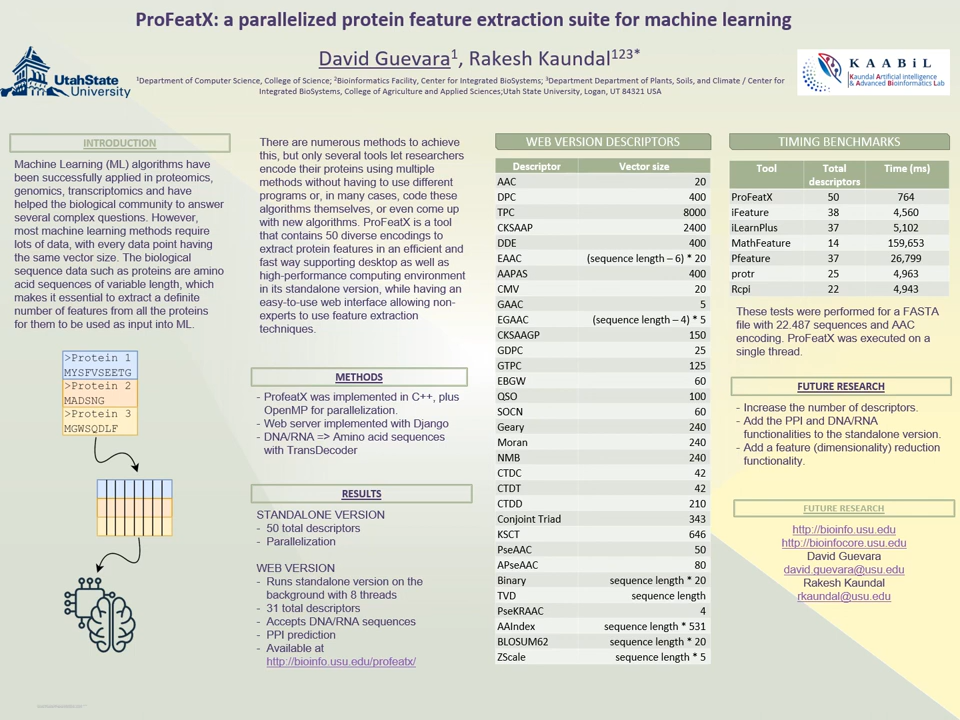 ProFeatX: a parallelized protein feature extraction suite for machine learning
David Guevara1, Rakesh Kaundal123*
1Department of Computer Science, College of Science; 2Bioinformatics Facility, Center for Integrated BioSystems; 3Department Department of Plants, Soils, and Climate / Center for
Integrated BioSystems, College of Agriculture and Applied Sciences;Utah State University, Logan, UT 84321 USA
UtahState
University
KAABiL
Kaundal Artificial intelligence
& Advanced Bioinformatics Lab
INTRODUCTION
Machine Learning (ML) algorithms have
been successfully applied in proteomics,
genomics, transcriptomics and have
helped the biological community to answer
several complex questions. However,
most machine learning methods require
lots of data, with every data point having
the same vector size. The biological
sequence data such as proteins are amino
acid sequences of variable length, which
makes it essential to extract a definite
number of features from all the proteins
for them to be used as input into ML.
>Protein 1
MYSFVSEETG
>Protein 2
MADSNG
>Protein 3
MGWSQDLF
There are numerous methods to achieve
this, but only several tools let researchers
encode their proteins using multiple
methods without having to use different
programs or, in many cases, code these
algorithms themselves, or even come up
with new algorithms. ProFeatX is a tool
that contains 50 diverse encodings to
extract protein features in an efficient and
fast way supporting desktop as well as
high-performance computing environment
in its standalone version, while having an
easy-to-use web interface allowing non-
experts to use feature extraction
techniques.
METHODS
- ProfeatX was implemented in C++, plus
OpenMP for parallelization.
- Web server implemented with Django
- DNA/RNA => Amino acid sequences
with TransDecoder
RESULTS
STANDALONE VERSION
- 50 total descriptors
- Parallelization
WEB VERSION
- Runs standalone version on the
background with 8 threads
- 31 total descriptors
- Accepts DNA/RNA sequences
- PPI prediction
- Available at
http://bioinfo.usu.edu/profeatx/
WEB VERSION DESCRIPTORS
Descriptor Vector size
AAC 20
DPC 400
TPC 8000
CKSAAP 2400
DDE 400
EAAC (sequence length – 6) * 20
AAPAS 400
CMV 20
GAAC 5
EGAAC (sequence length – 4) * 5
CKSAAGP 150
GDPC 25
GTPC 125
EBGW 60
QSO 100
SOCN 60
Geary 240
Moran 240
NMB 240
CTDC 42
CTDT 42
CTDD 210
Conjoint Triad 343
KSCT 646
PseAAC 50
APseAAC 80
Binary sequence length * 20
TVD sequence length
PseKRAAC 4
AAIndex sequence length * 531
BLOSUM62 sequence length * 20
ZScale sequence length * 5
TIMING BENCHMARKS
Tool Total descriptors Time (ms)
ProFeatX 50 764
iFeature 38 4,560
iLearnPlus 37 5,102
MathFeature 14 159,653
Pfeature 37 26,799
protr 25 4,963
Rcpi 22 4,943
These tests were performed for a FASTA
file with 22.487 sequences and AAC
encoding. ProFeatX was executed on a
single thread.
FUTURE RESEARCH
- Increase the number of descriptors.
- Add the PPI and DNA/RNA
functionalities to the standalone version.
- Add a feature (dimensionality) reduction
functionality.
FUTURE RESEARCH
http://bioinfo.usu.edu
http://bioinfocore.usu.edu
David Guevara
david.guevara@usu.edu
Rakesh Kaundal
rkaundal@usu.edu